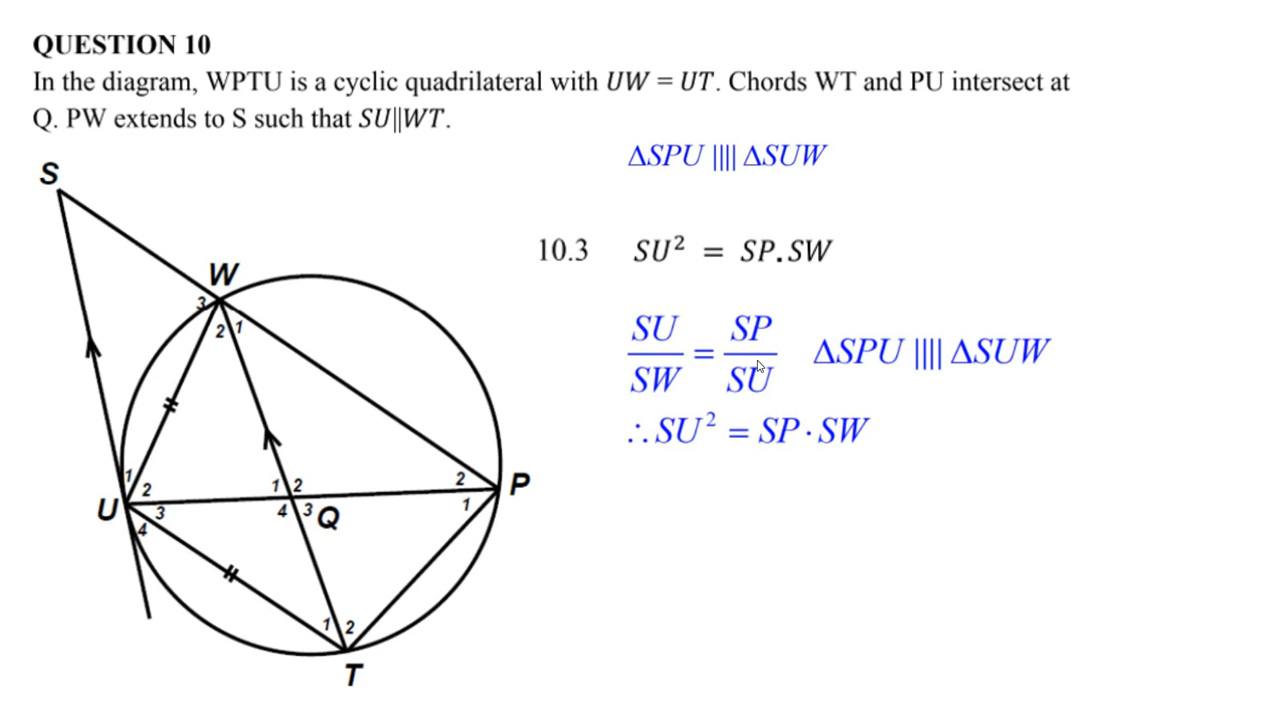 QUESTION 10
In the diagram, WPTU is a cyclic quadrilateral with UW = UT. Chords WT and PU intersect at
Q. PW extends to S such that SU||WT.
ΔSPU |||| ΔSUW
S
10.3 SU² = SP.SW
W
3
2 1
SU/SW = SP/SU ΔSPU |||| ΔSUW
∴ SU² = SP · SW
1
2
1 2
2
P
U
3
4 3 Q
1
4
1 2
T